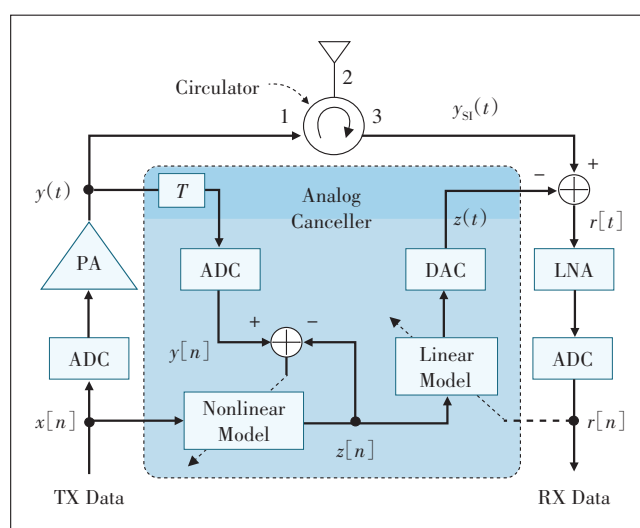 2
Circulator
1
3
y_SI(t)
y(t)
T
Analog
Canceller
−
+
z(t)
r[t]
PA
ADC
DAC
LNA
+
−
y[n]
ADC
Linear
Model
ADC
x[n]
Nonlinear
Model
z[n]
r[n]
TX Data
RX Data